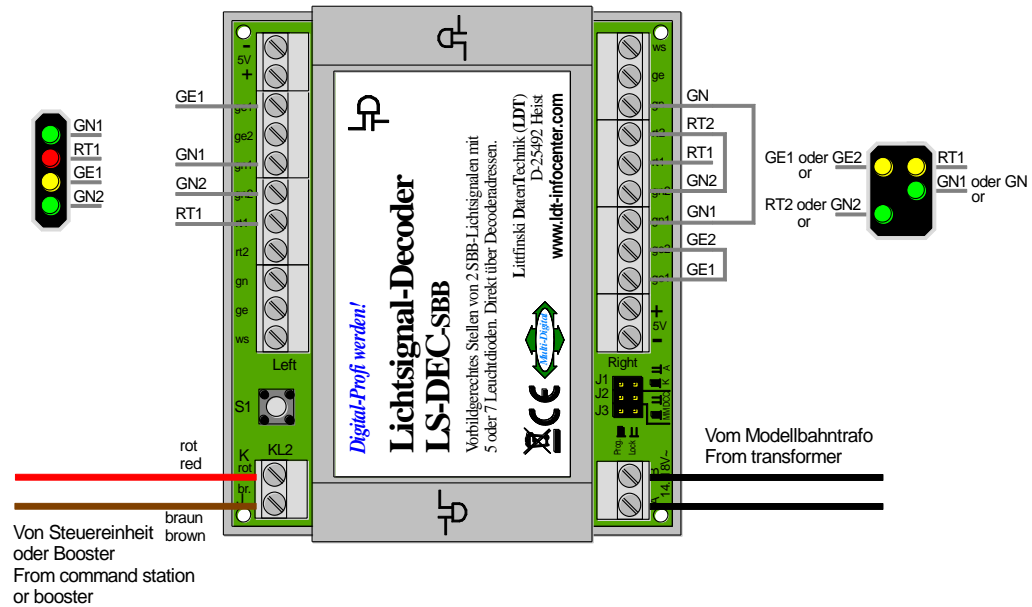 GN1
RT1
GE1
GN2
GE1
GN1
GN2
RT1
-
5V
+
ge1
ge2
gn1
gn2
rt1
rt2
gn
ge
ws
Left
S1
K
KL2
rot
br.
rot
red
braun
brown
Von Steuereinheit
oder Booster
From command station
or booster
Digital-Profi werden!
Lichtsignal-Decoder
LS-DEC-SBB
Vorbildgerechtes Stellen von 2 SBB-Lichtsignalen mit
5 oder 7 Leuchtdioden. Direkt über Decoderadressen.
Littfinski DatenTechnik (LDT)
D-25492 Heist
www.ldt-infocenter.com
Multi-Digital
CE
ws
ge
gn
GN
RT2
RT1
GN2
GN1
GE2
GE1
+
5V
-
Right
J1
J2
J3
K A
MM DCC
Prog.
Lock
14...18V~
B
A
Vom Modellbahntrafo
From transformer
GE1 oder GE2
or
RT2 oder GN2
or
RT1
GN1 oder GN
or